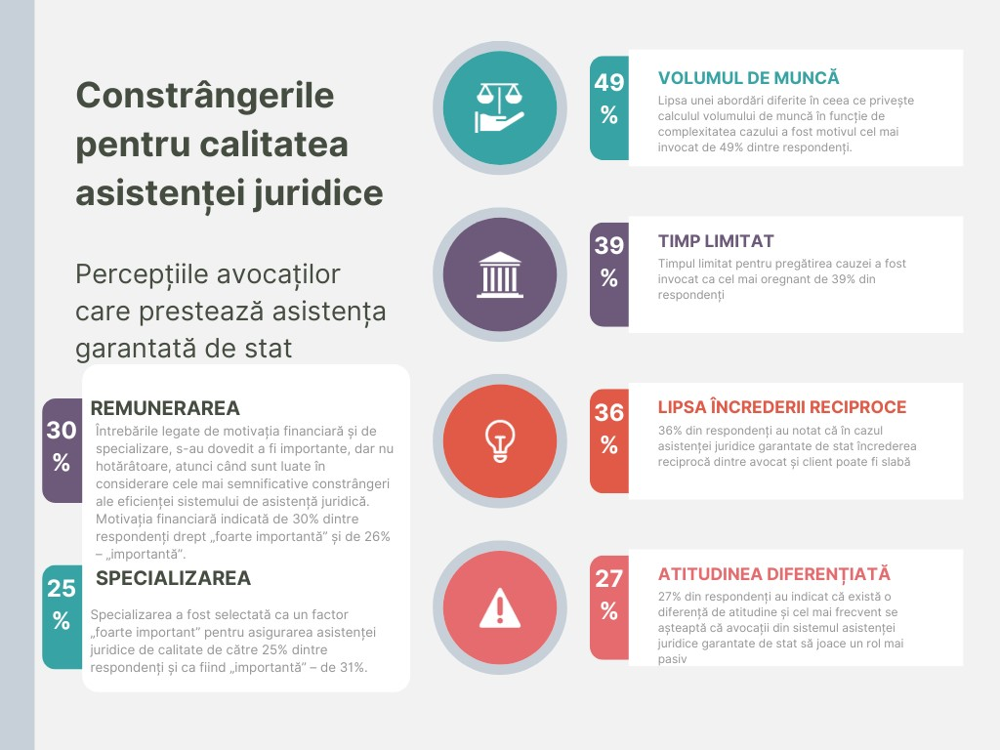 Constrângerile
pentru calitatea
asistenței juridice
Percepțiile avocaților
care prestează asistența
garantată de stat
30
%
REMUNERAREA
Întrebările legate de motivația financiară și de
specializare, s-au dovedit a fi importante, dar nu
hotărâtoare, atunci când sunt luate în
considerare cele mai semnificative constrângeri
ale eficienței sistemului de asistență juridică.
Motivația financiară indicată de 30% dintre
respondenți drept „foarte importantă” și de 26%
– „importantă”.
25
%
SPECIALIZAREA
Specializarea a fost selectată ca un factor
„foarte important” pentru asigurarea asistenței
juridice de calitate de către 25% dintre
respondenți și ca fiind „importantă” – de 31%.
49
%
VOLUMUL DE MUNCĂ
Lipsa unei abordări diferite în ceea ce privește
calculul volumului de muncă în funcție de
complexitatea cazului a fost motivul cel mai
invocat de 49% dintre respondenți.
39
%
TIMP LIMITAT
Timpul limitat pentru pregătirea cauzei a fost
invocat ca cel mai oregnant de 39% din
respondenți
36
%
LIPSA ÎNCREDERII RECIPROCE
36% din respondenți au notat că în cazul
asistenței juridice garantate de stat încrederea
reciprocă dintre avocat și client poate fi slabă
27
%
ATITUDINEA DIFERENȚIATĂ
27% din respondenți au indicat că există o
diferență de atitudine și cel mai frecvent se
așteaptă că avocații din sistemul asistenței
juridice garantate de stat să joace un rol mai
pasiv